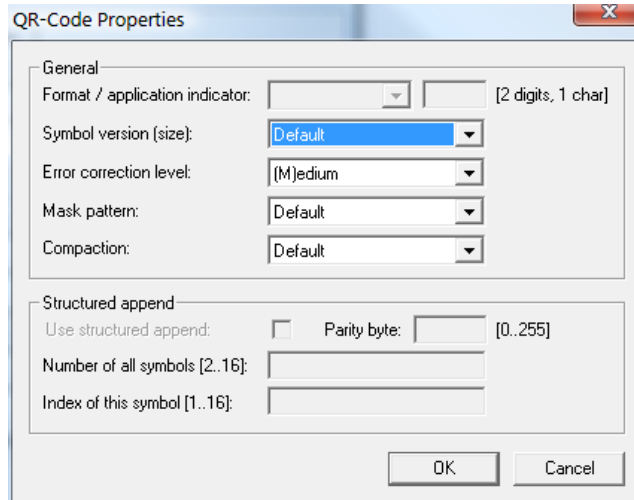 QR-Code Properties
X
General
Format / application indicator: [2 digits, 1 char]
Symbol version (size): Default
Error correction level: (M)edium
Mask pattern: Default
Compaction: Default
Structured append
Use structured append: Parity byte: [0..255]
Number of all symbols [2..16]:
Index of this symbol [1..16]:
OK Cancel